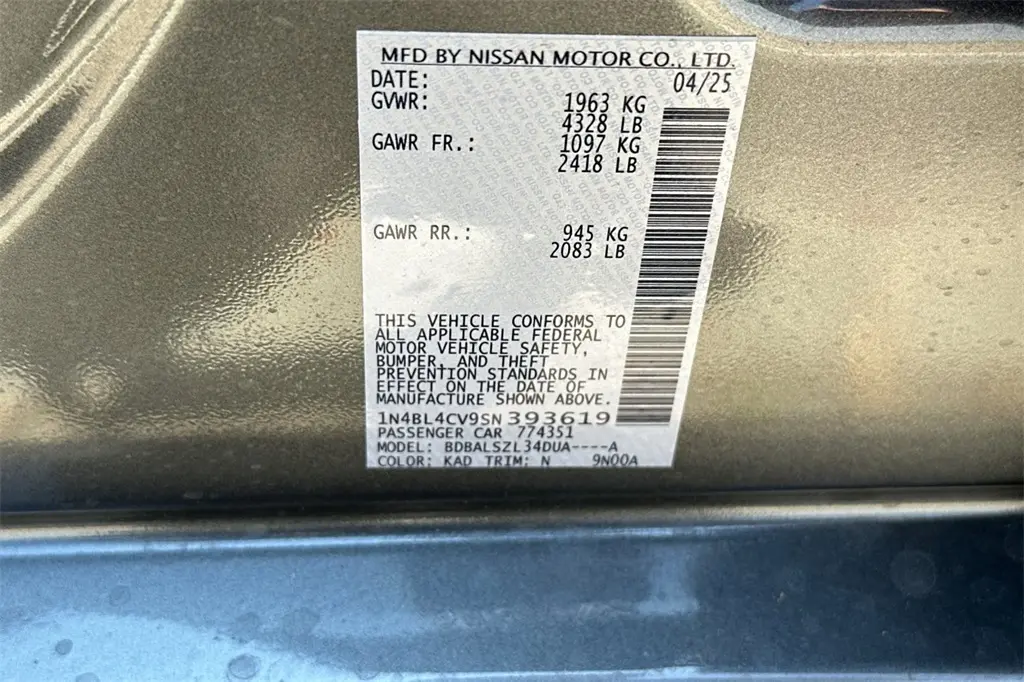 MFD BY NISSAN MOTOR CO., LTD.
DATE: 04/25
GVWR: 1963 KG
4328 LB
GAWR FR.: 1097 KG
2418 LB
GAWR RR.: 945 KG
2083 LB
THIS VEHICLE CONFORMS TO
ALL APPLICABLE FEDERAL
MOTOR VEHICLE SAFETY,
BUMPER, AND THEFT
PREVENTION STANDARDS IN
EFFECT ON THE DATE OF
MANUFACTURE SHOWN ABOVE.
1N4BL4CV9SN393619
PASSENGER CAR 774351
MODEL: BDBALSZL34DUA----A
COLOR: KAD TRIM: N 9N00A